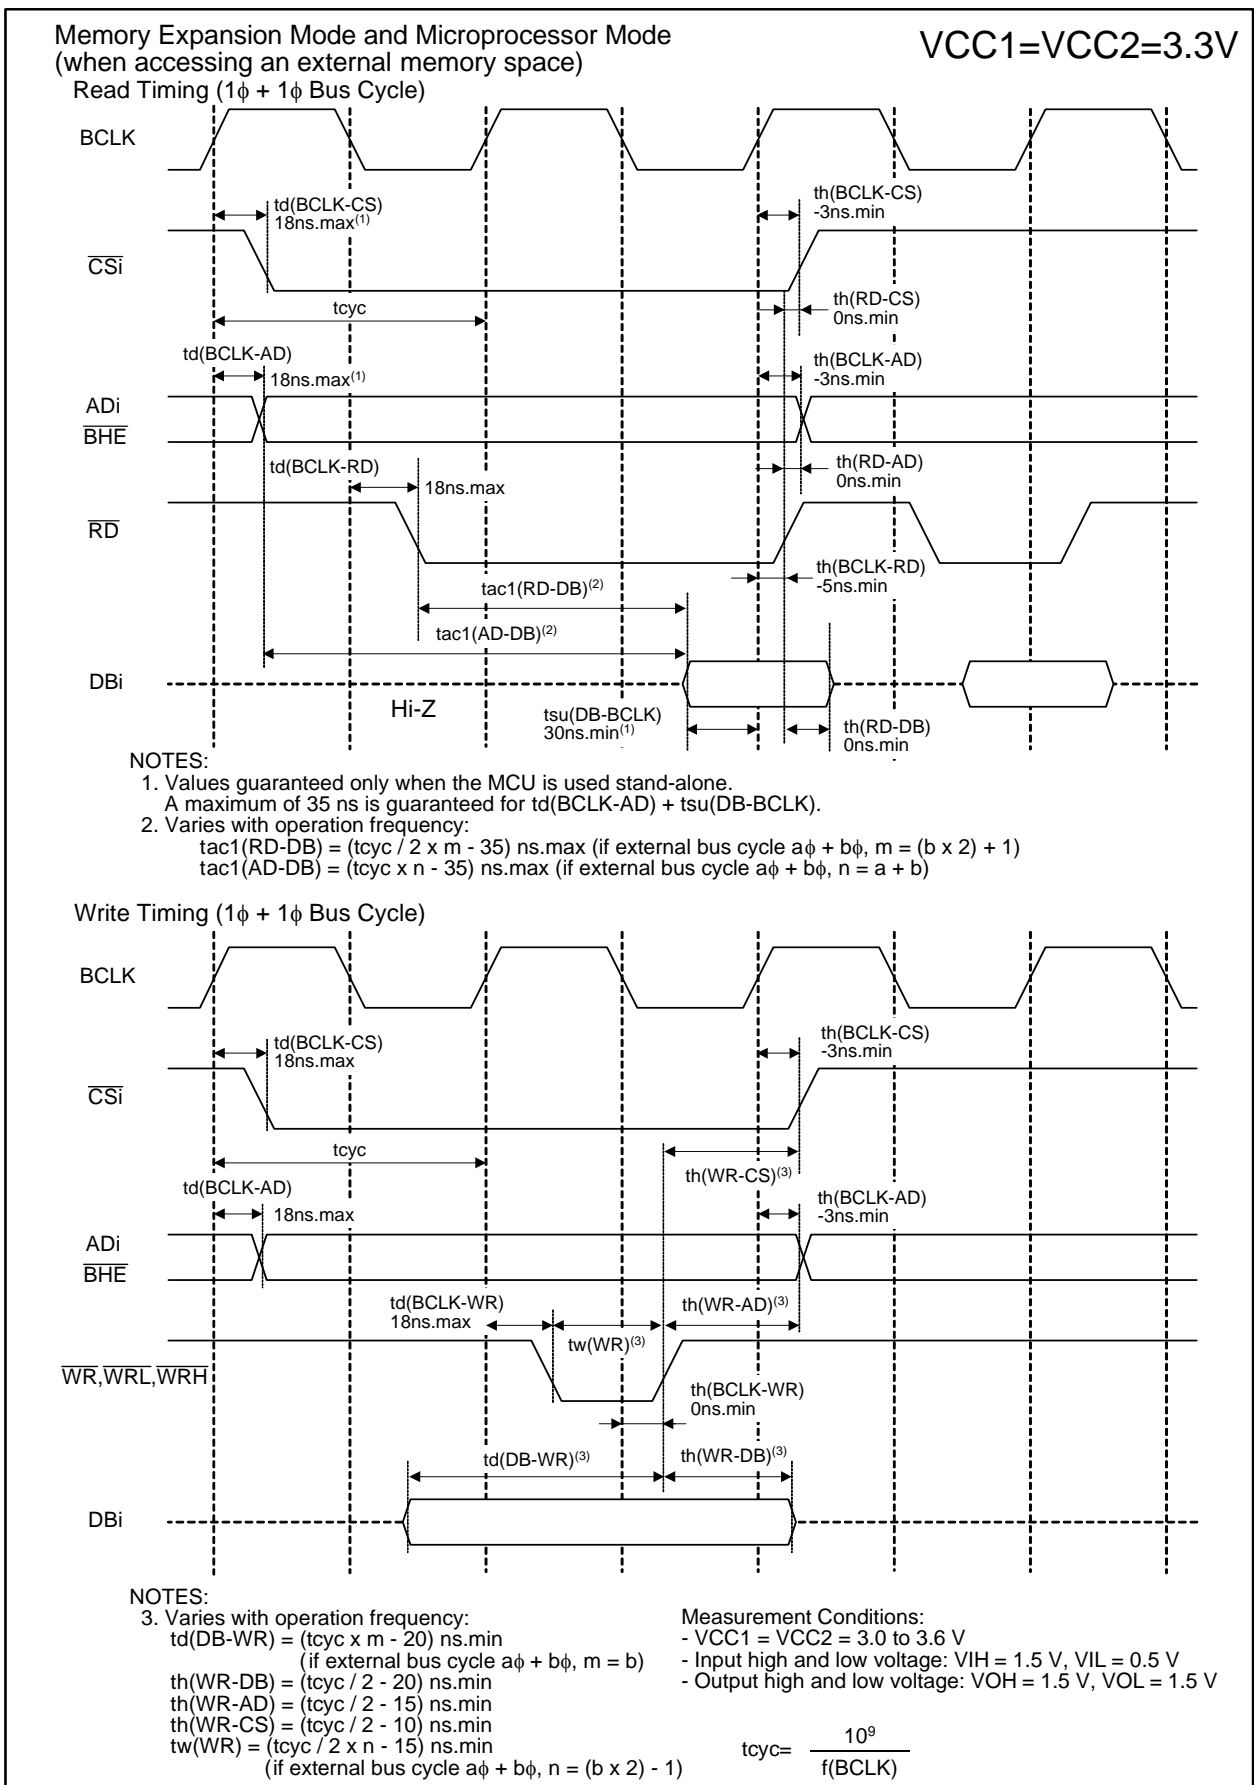 Memory Expansion Mode and Microprocessor Mode
(when accessing an external memory space)
VCC1=VCC2=3.3V
Read Timing (1ϕ + 1ϕ Bus Cycle)
BCLK
td(BCLK-CS)
18ns.max(1)
th(BCLK-CS)
-3ns.min
CSi
th(RD-CS)
0ns.min
tcyc
td(BCLK-AD)
18ns.max(1)
th(BCLK-AD)
-3ns.min
ADi
BHE
td(BCLK-RD)
18ns.max
th(RD-AD)
0ns.min
RD
th(BCLK-RD)
-5ns.min
tac1(RD-DB)(2)
tac1(AD-DB)(2)
DBi
Hi-Z
tsu(DB-BCLK)
30ns.min(1)
th(RD-DB)
0ns.min
NOTES:
1. Values guaranteed only when the MCU is used stand-alone.
A maximum of 35 ns is guaranteed for td(BCLK-AD) + tsu(DB-BCLK).
2. Varies with operation frequency:
tac1(RD-DB) = (tcyc / 2 x m - 35) ns.max (if external bus cycle aϕ + bϕ, m = (b x 2) + 1)
tac1(AD-DB) = (tcyc x n - 35) ns.max (if external bus cycle aϕ + bϕ, n = a + b)
Write Timing (1ϕ + 1ϕ Bus Cycle)
BCLK
td(BCLK-CS)
18ns.max
th(BCLK-CS)
-3ns.min
CSi
tcyc
th(WR-CS)(3)
td(BCLK-AD)
18ns.max
th(BCLK-AD)
-3ns.min
ADi
BHE
td(BCLK-WR)
18ns.max
tw(WR)(3)
th(WR-AD)(3)
WR,WRL,WRH
th(BCLK-WR)
0ns.min
td(DB-WR)(3)
th(WR-DB)(3)
DBi
NOTES:
3. Varies with operation frequency:
td(DB-WR) = (tcyc x m - 20) ns.min
(if external bus cycle aϕ + bϕ, m = b)
th(WR-DB) = (tcyc / 2 - 20) ns.min
th(WR-AD) = (tcyc / 2 - 15) ns.min
th(WR-CS) = (tcyc / 2 - 10) ns.min
tw(WR) = (tcyc / 2 x n - 15) ns.min
(if external bus cycle aϕ + bϕ, n = (b x 2) - 1)
Measurement Conditions:
- VCC1 = VCC2 = 3.0 to 3.6 V
- Input high and low voltage: VIH = 1.5 V, VIL = 0.5 V
- Output high and low voltage: VOH = 1.5 V, VOL = 1.5 V
10⁹
tcyc=
f(BCLK)